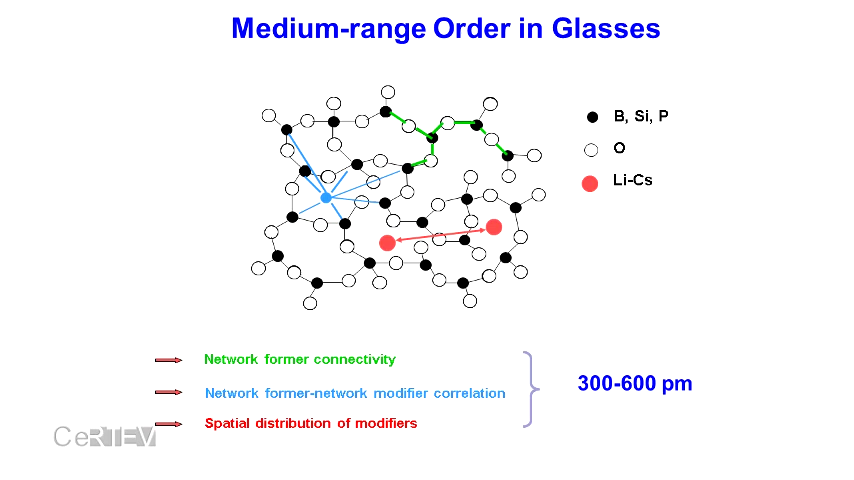 Medium-range Order in Glasses
B, Si, P
O
Li-Cs
Network former connectivity
Network former-network modifier correlation
300-600 pm
Spatial distribution of modifiers
CeRTEV